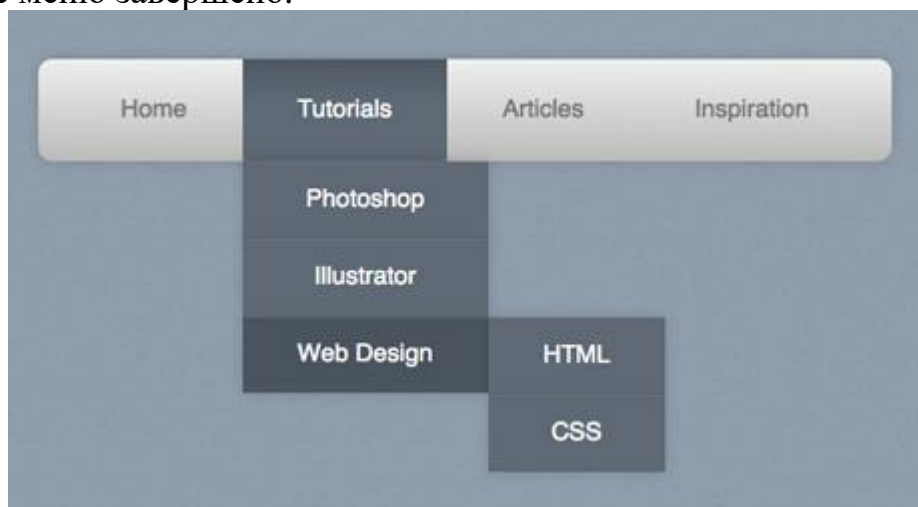 меню завершено.
Home Tutorials Articles Inspiration
Photoshop
Illustrator
Web Design HTML
CSS